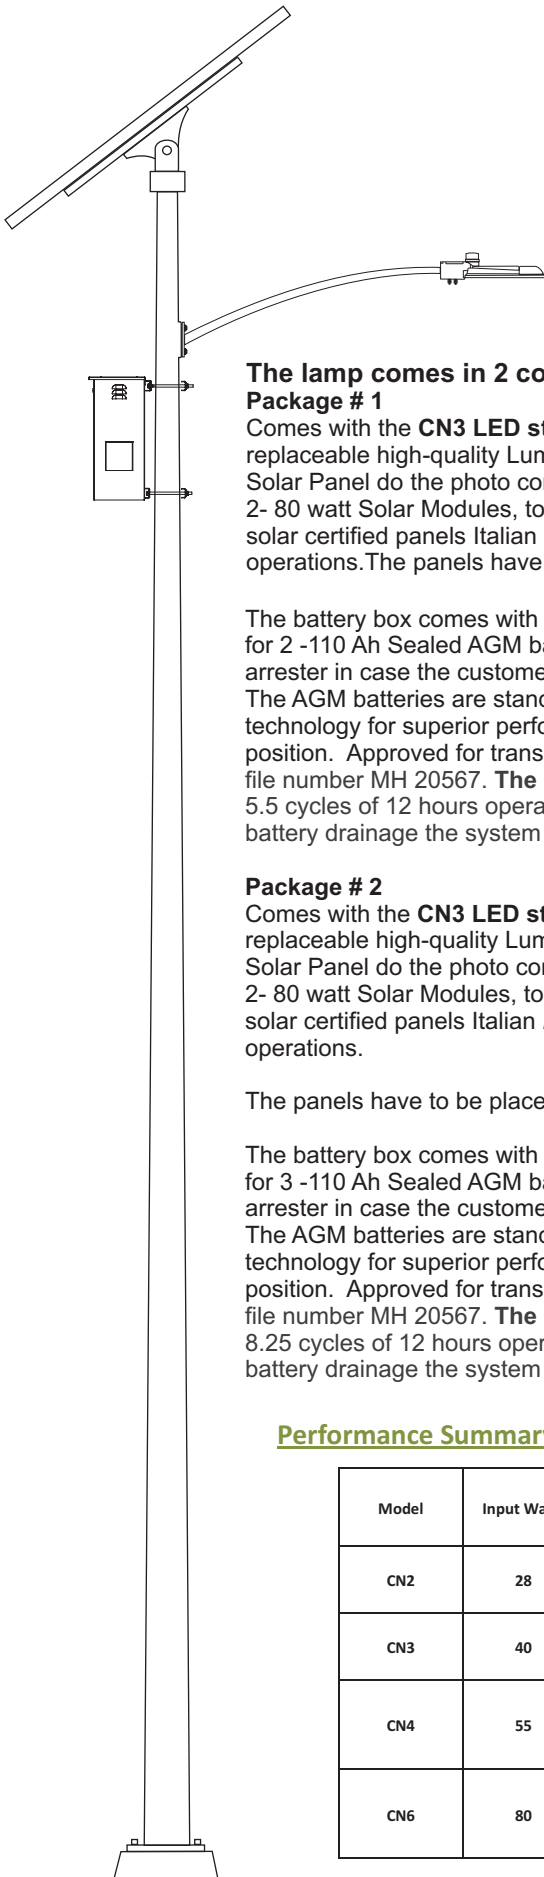 The lamp comes in 2 co
Package # 1
Comes with the CN3 LED st
replaceable high-quality Lum
Solar Panel do the photo con
2- 80 watt Solar Modules, to
solar certified panels Italian
operations.The panels have
The battery box comes with
for 2 -110 Ah Sealed AGM ba
arrester in case the custome
The AGM batteries are stand
technology for superior perfo
position. Approved for trans
file number MH 20567. The
5.5 cycles of 12 hours opera
battery drainage the system
Package # 2
Comes with the CN3 LED st
replaceable high-quality Lum
Solar Panel do the photo con
2- 80 watt Solar Modules, to
solar certified panels Italian
operations.
The panels have to be place
The battery box comes with
for 3 -110 Ah Sealed AGM ba
arrester in case the custome
The AGM batteries are stand
technology for superior perfo
position. Approved for trans
file number MH 20567. The
8.25 cycles of 12 hours oper
battery drainage the system
Performance Summary
Model Input Wa
CN2 28
CN3 40
CN4 55
CN6 80